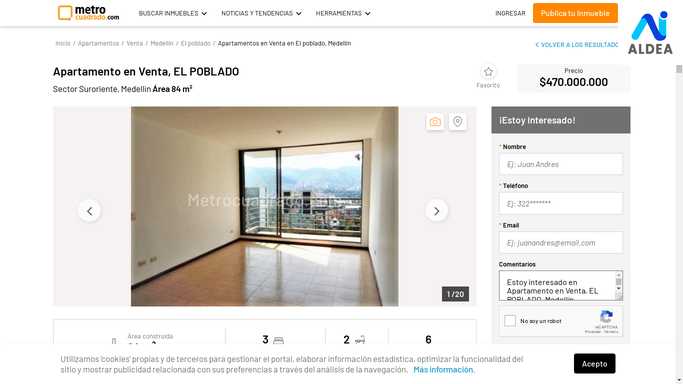 metro
cuadrado.com
BUSCAR INMUEBLES
NOTICIAS Y TENDENCIAS
HERRAMIENTAS
INGRESAR
Publica tu Inmueble
ALDEA
Inicio / Apartamentos / Venta / Medellín / El poblado / Apartamentos en Venta en El poblado, Medellín
VOLVER A LOS RESULTADO
Apartamento en Venta, EL POBLADO
Sector Suroriente, Medellín Área 84 m²
Favorito
Precio
$470.000.000
Metrocuadrado.com
1 / 20
¡Estoy Interesado!
* Nombre
Ej: Juan Andres
* Teléfono
Ej: 322*******
* Email
Ej: juanandres@email.com
Comentarios
Estoy interesado en
Apartamento en Venta, EL
POBLADO, Medellín
No soy un robot
reCAPTCHA
Privacidad - Términos
Área construida
3
2
6
Utilizamos 'cookies' propias y de terceros para gestionar el portal, elaborar información estadística, optimizar la funcionalidad del
sitio y mostrar publicidad relacionada con sus preferencias a través del análisis de la navegación. Más información.
Acepto